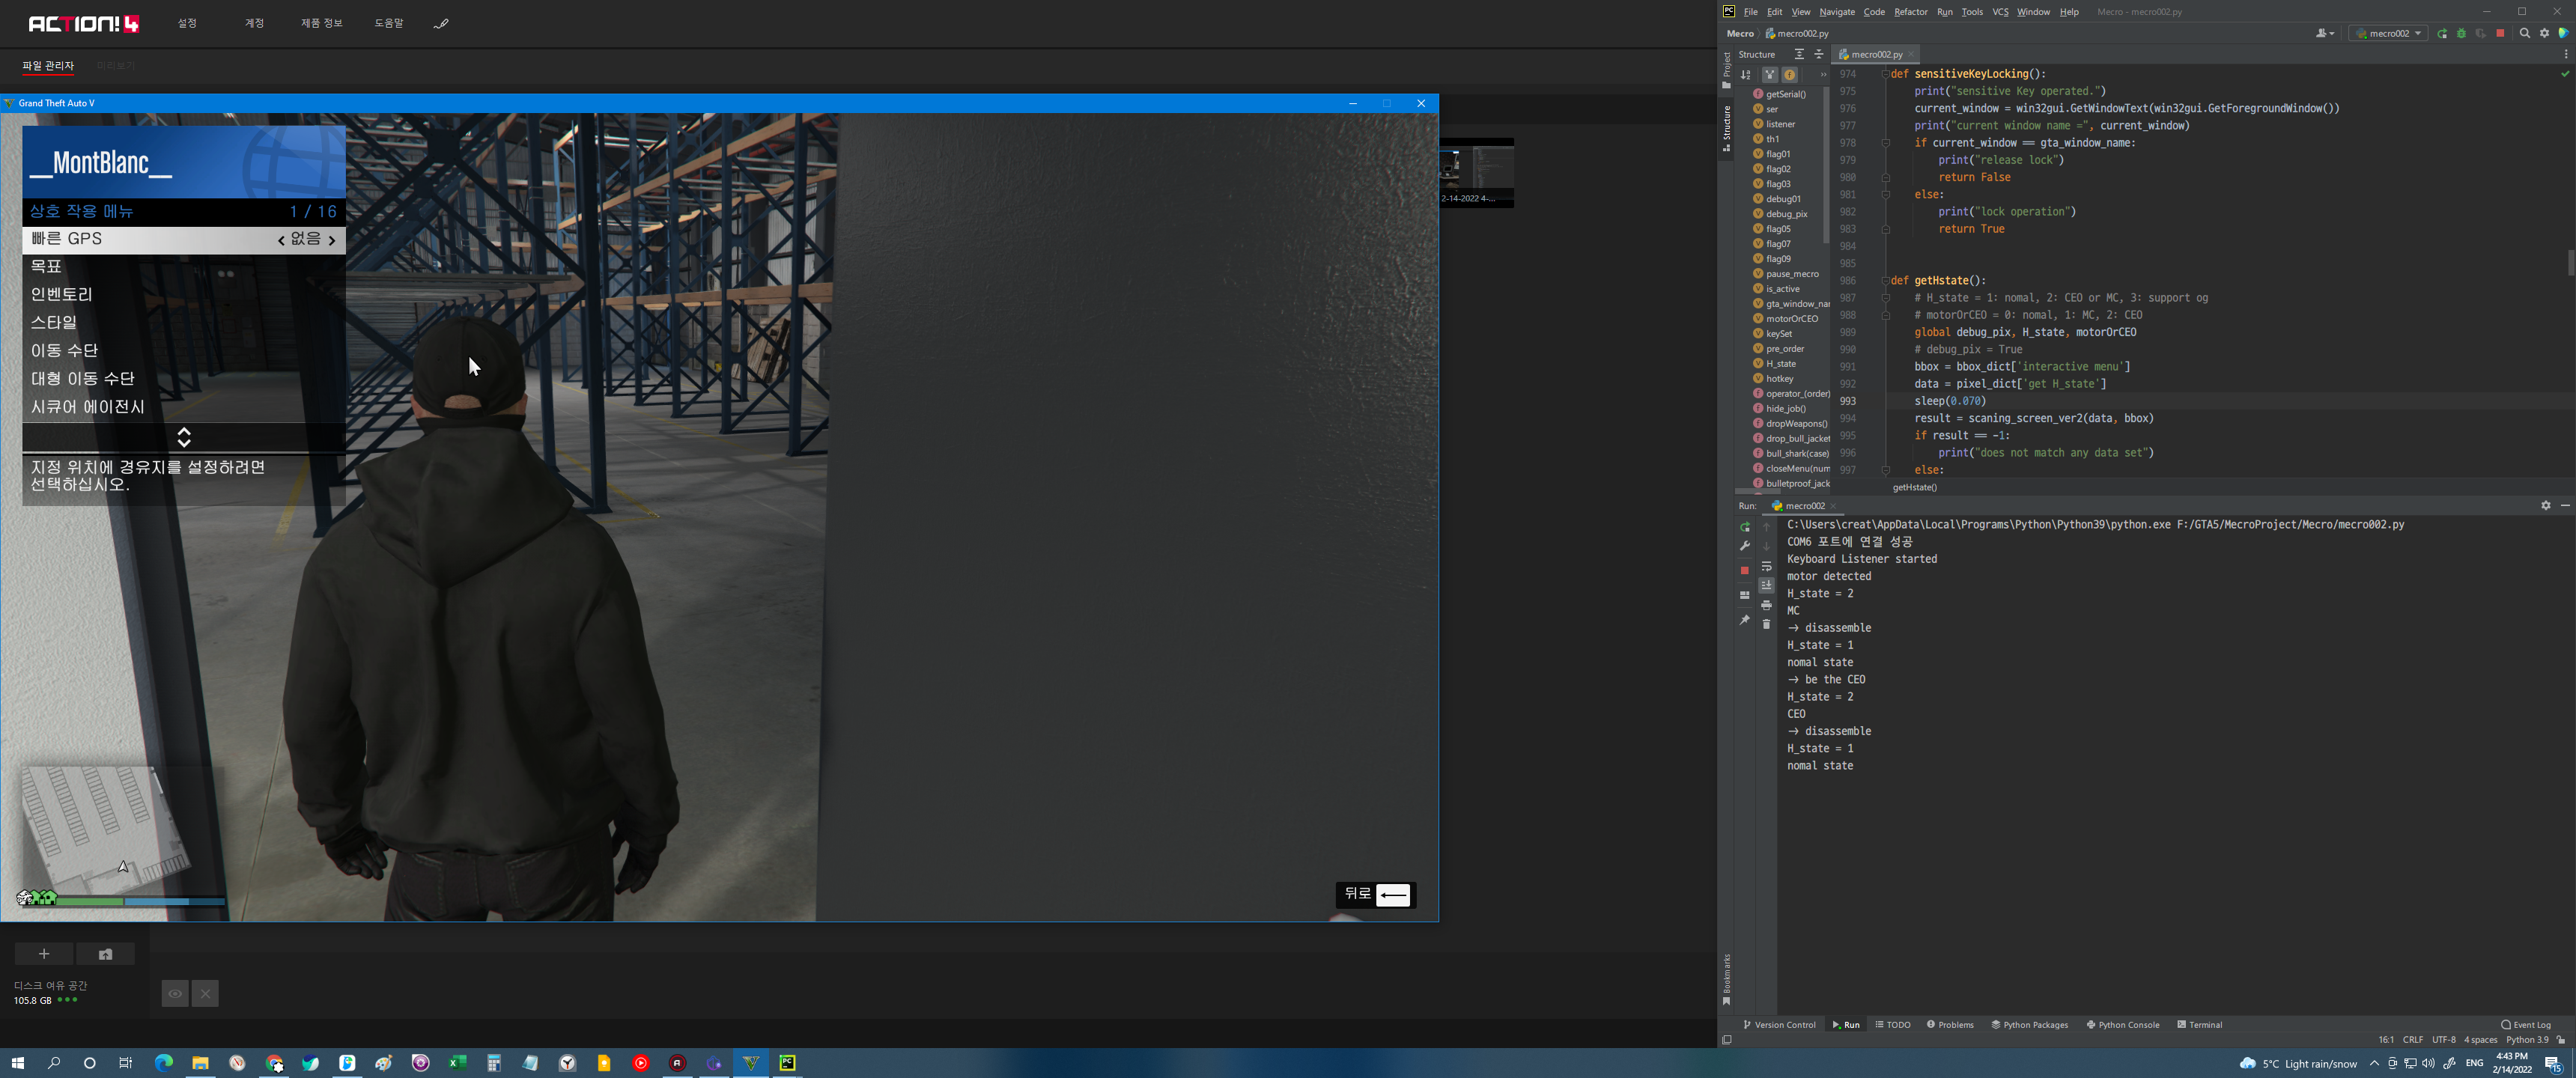 ACTION! 4
설정 계정 제품 정보 도움말
파일 관리자 미리보기
Grand Theft Auto V
__MontBlanc__
상호 작용 메뉴 1 / 16
빠른 GPS 없음
목표
인벤토리
스타일
이동 수단
대형 이동 수단
시큐어 에이전시
지정 위치에 경유지를 설정하려면
선택하십시오.
뒤로
2-14-2022 4-...
디스크 여유 공간
105.8 GB
PC File Edit View Navigate Code Refactor Run Tools VCS Window Help Mecro - mecro002.py
Mecro mecro002.py mecro002
Project
Structure
Structure
getSerial()
ser
listener
th1
flag01
flag02
flag03
debug01
debug_pix
flag05
flag07
flag09
pause_mecro
is_active
gta_window_nar
motorOrCEO
keySet
pre_order
H_state
hotkey
operator_(order)
hide_job()
dropWeapons()
drop_bull_jacket
bull_shark(case)
closeMenu(num
bulletproof_jack
mecro002.py
974 def sensitiveKeyLocking():
975 print("sensitive Key operated.")
976 current_window = win32gui.GetWindowText(win32gui.GetForegroundWindow())
977 print("current window name =", current_window)
978 if current_window == gta_window_name:
979 print("release lock")
980 return False
981 else:
982 print("lock operation")
983 return True
984
985
986 def getHstate():
987 # H_state = 1: nomal, 2: CEO or MC, 3: support og
988 # motorOrCEO = 0: nomal, 1: MC, 2: CEO
989 global debug_pix, H_state, motorOrCEO
990 # debug_pix = True
991 bbox = bbox_dict['interactive menu']
992 data = pixel_dict['get H_state']
993 sleep(0.070)
994 result = scaning_screen_ver2(data, bbox)
995 if result == -1:
996 print("does not match any data set")
997 else:
getHstate()
Run: mecro002
C:\Users\creat\AppData\Local\Programs\Python\Python39\python.exe F:/GTA5/MecroProject/Mecro/mecro002.py
COM6 포트에 연결 성공
Keyboard Listener started
motor detected
H_state = 2
MC
-> disassemble
H_state = 1
nomal state
-> be the CEO
H_state = 2
CEO
-> disassemble
H_state = 1
nomal state
Bookmarks
Version Control Run TODO Problems Python Packages Python Console Terminal Event Log
16:1 CRLF UTF-8 4 spaces Python 3.9
5°C Light rain/snow ENG 4:43 PM
2/14/2022 15